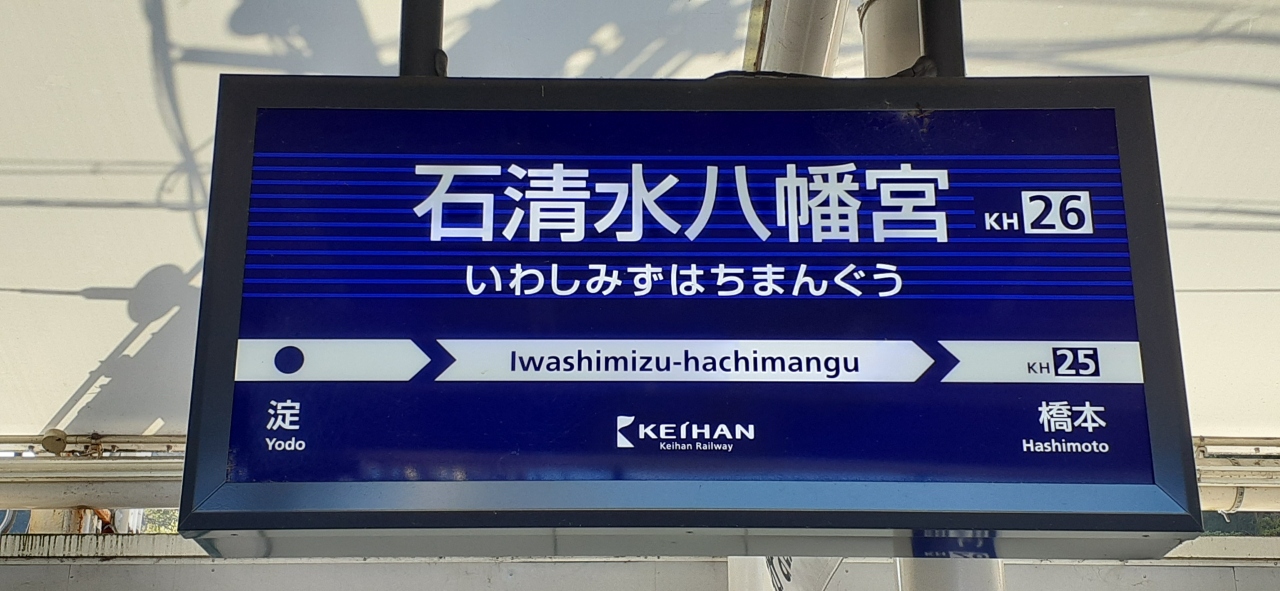 石清水八幡宮 KH 26
いわしみずはちまんぐう
Iwashimizu-hachimangu
KH 25
淀
Yodo
KEIHAN
Keihan Railway
橋本
Hashimoto